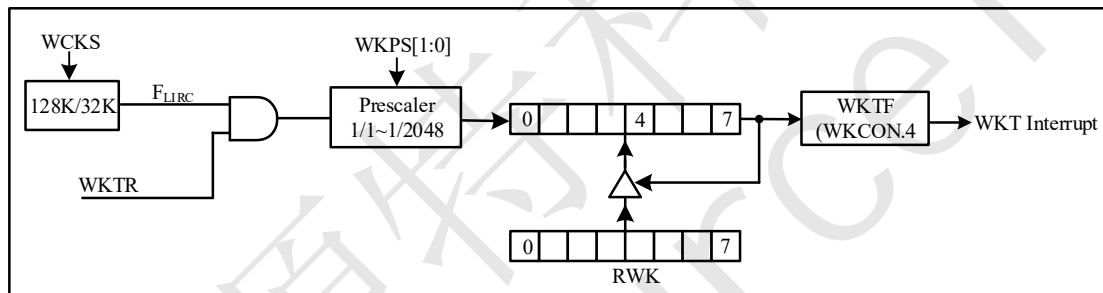 WCKS
WKPS[1:0]
128K/32K
F_LIRC
Prescaler
1/1~1/2048
0 4 7
WKTF
(WKCON.4
WKT Interrupt
WKTR
0 7
RWK